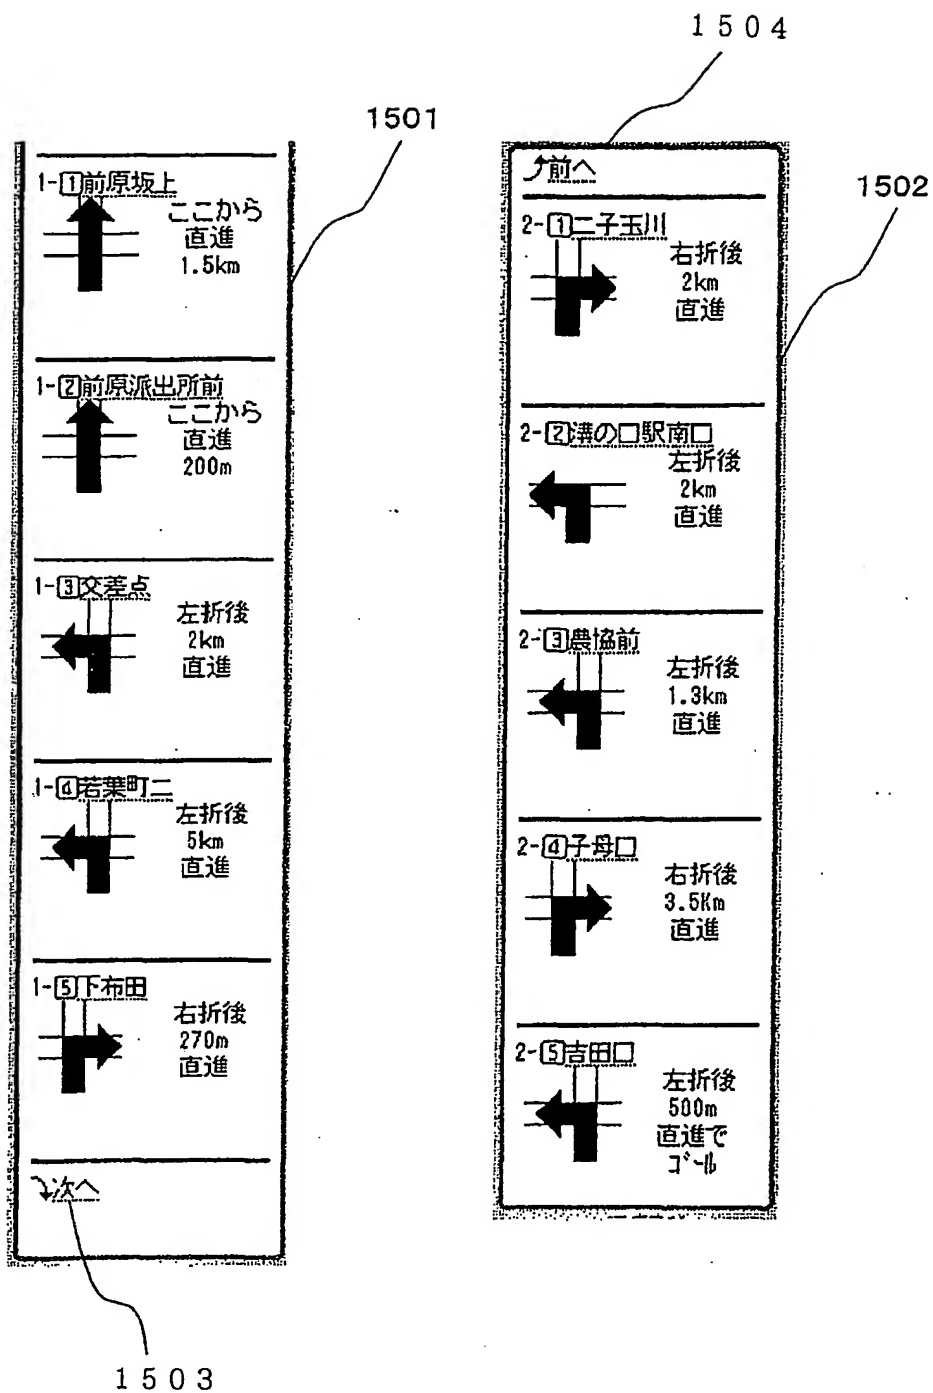 1504
1501
1-1前原坂上
ここから
直進
1.5km
1-2前原派出所前
ここから
直進
200m
1-3交差点
左折後
2km
直進
1-4若葉町二
左折後
5km
直進
1-5下布田
右折後
270m
直進
次へ
1503
1502
前へ
2-1二子玉川
右折後
2km
直進
2-2溝の口駅南口
左折後
2km
直進
2-3農協前
左折後
1.3km
直進
2-4子母口
右折後
3.5Km
直進
2-5吉田口
左折後
500m
直進で
ゴール